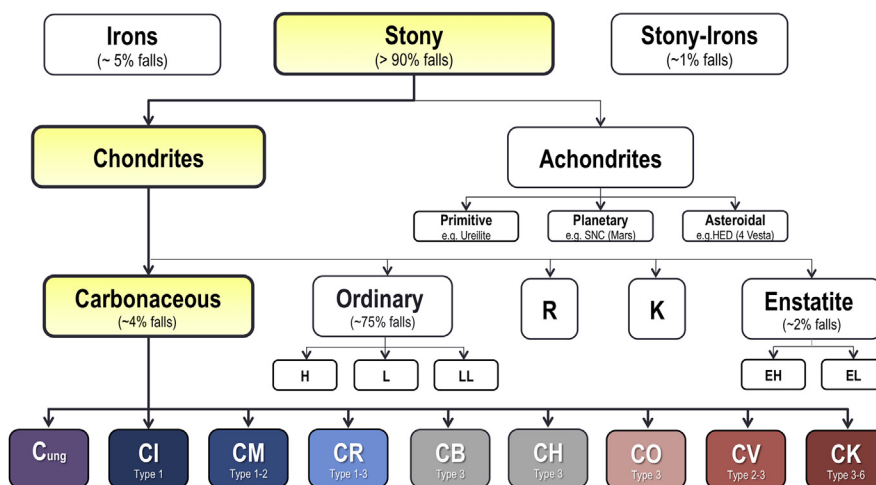 Irons
(~ 5% falls)
Stony
(> 90% falls)
Stony-Irons
(~1% falls)
Chondrites
Achondrites
Primitive
e.g. Ureilite
Planetary
e.g. SNC (Mars)
Asteroidal
e.g.HED (4 Vesta)
Carbonaceous
(~4% falls)
Ordinary
(~75% falls)
R
K
Enstatite
(~2% falls)
H
L
LL
EH
EL
Cung
CI
Type 1
CM
Type 1-2
CR
Type 1-3
CB
Type 3
CH
Type 3
CO
Type 3
CV
Type 2-3
CK
Type 3-6